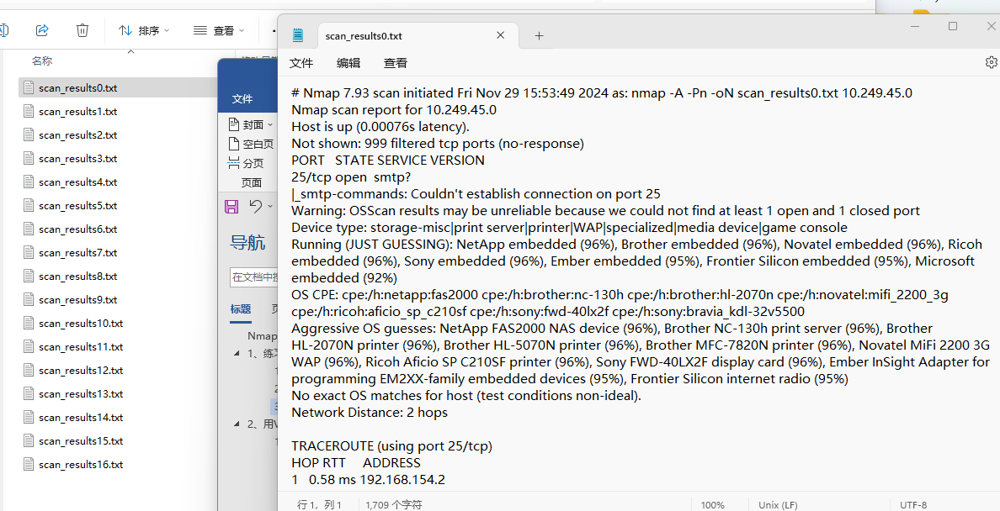 排序
查看
名称
scan_results0.txt
scan_results1.txt
scan_results2.txt
scan_results3.txt
scan_results4.txt
scan_results5.txt
scan_results6.txt
scan_results7.txt
scan_results8.txt
scan_results9.txt
scan_results10.txt
scan_results11.txt
scan_results12.txt
scan_results13.txt
scan_results14.txt
scan_results15.txt
scan_results16.txt
文件
封面
空白页
分页
页面
导航
在文档中
标题
Nmap
1、练
2、用
scan_results0.txt
文件 编辑 查看
# Nmap 7.93 scan initiated Fri Nov 29 15:53:49 2024 as: nmap -A -Pn -oN scan_results0.txt 10.249.45.0
Nmap scan report for 10.249.45.0
Host is up (0.00076s latency).
Not shown: 999 filtered tcp ports (no-response)
PORT   STATE SERVICE VERSION
25/tcp open  smtp?
|_smtp-commands: Couldn't establish connection on port 25
Warning: OSScan results may be unreliable because we could not find at least 1 open and 1 closed port
Device type: storage-misc|print server|printer|WAP|specialized|media device|game console
Running (JUST GUESSING): NetApp embedded (96%), Brother embedded (96%), Novatel embedded (96%), Ricoh
embedded (96%), Sony embedded (96%), Ember embedded (95%), Frontier Silicon embedded (95%), Microsoft
embedded (92%)
OS CPE: cpe:/h:netapp:fas2000 cpe:/h:brother:nc-130h cpe:/h:brother:hl-2070n cpe:/h:novatel:mifi_2200_3g
cpe:/h:ricoh:aficio_sp_c210sf cpe:/h:sony:fwd-40lx2f cpe:/h:sony:bravia_kdl-32v5500
Aggressive OS guesses: NetApp FAS2000 NAS device (96%), Brother NC-130h print server (96%), Brother
HL-2070N printer (96%), Brother HL-5070N printer (96%), Brother MFC-7820N printer (96%), Novatel MiFi 2200 3G
WAP (96%), Ricoh Aficio SP C210SF printer (96%), Sony FWD-40LX2F display card (96%), Ember InSight Adapter for
programming EM2XX-family embedded devices (95%), Frontier Silicon internet radio (95%)
No exact OS matches for host (test conditions non-ideal).
Network Distance: 2 hops
TRACEROUTE (using port 25/tcp)
HOP RTT     ADDRESS
1   0.58 ms 192.168.154.2
行 1，列 1 1,709 个字符 100% Unix (LF) UTF-8